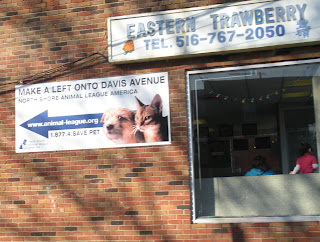 EASTERN TRAWBERRY
TEL. 516-767-2050
MAKE A LEFT ONTO DAVIS AVENUE
NORTH SHORE ANIMAL LEAGUE AMERICA
www.animal-league.org
1.877.4.SAVE.PET